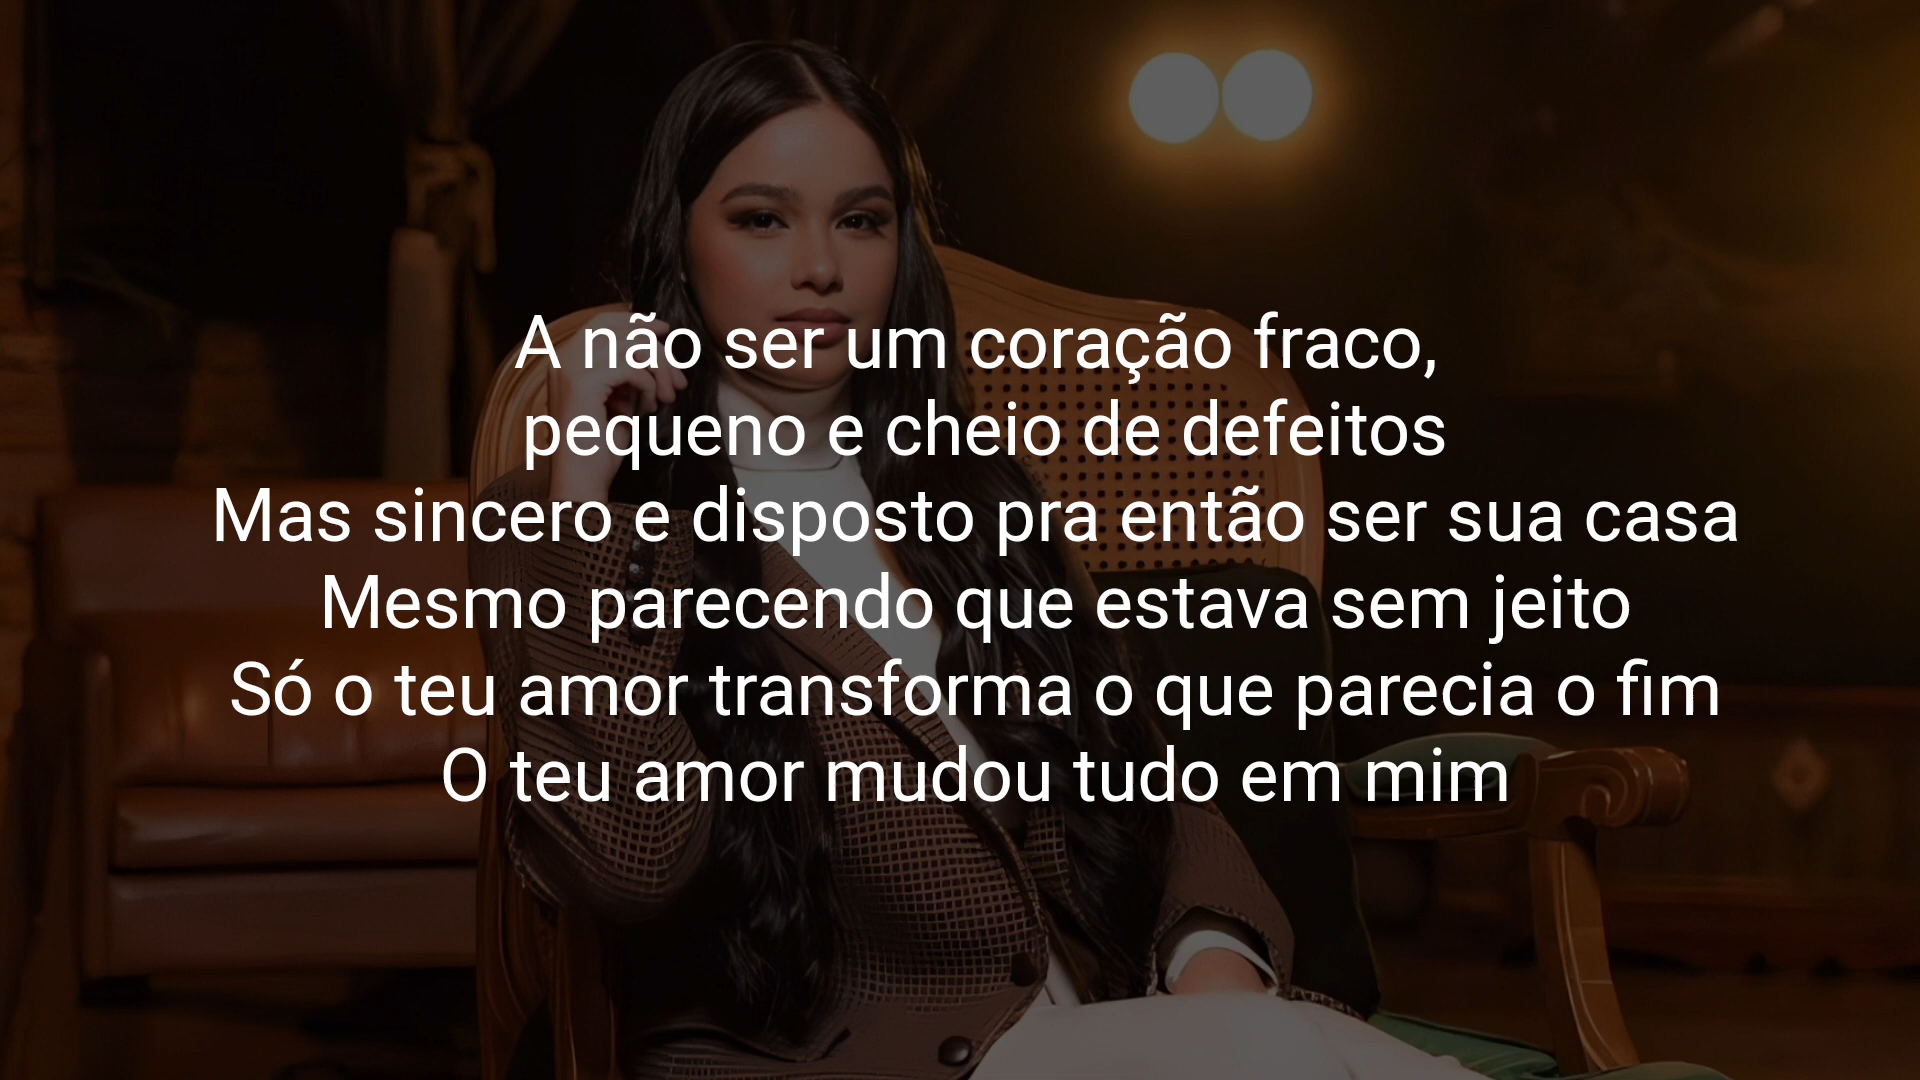 A não ser um coração fraco,
pequeno e cheio de defeitos
Mas sincero e disposto pra então ser sua casa
Mesmo parecendo que estava sem jeito
Só o teu amor transforma o que parecia o fim
O teu amor mudou tudo em mim